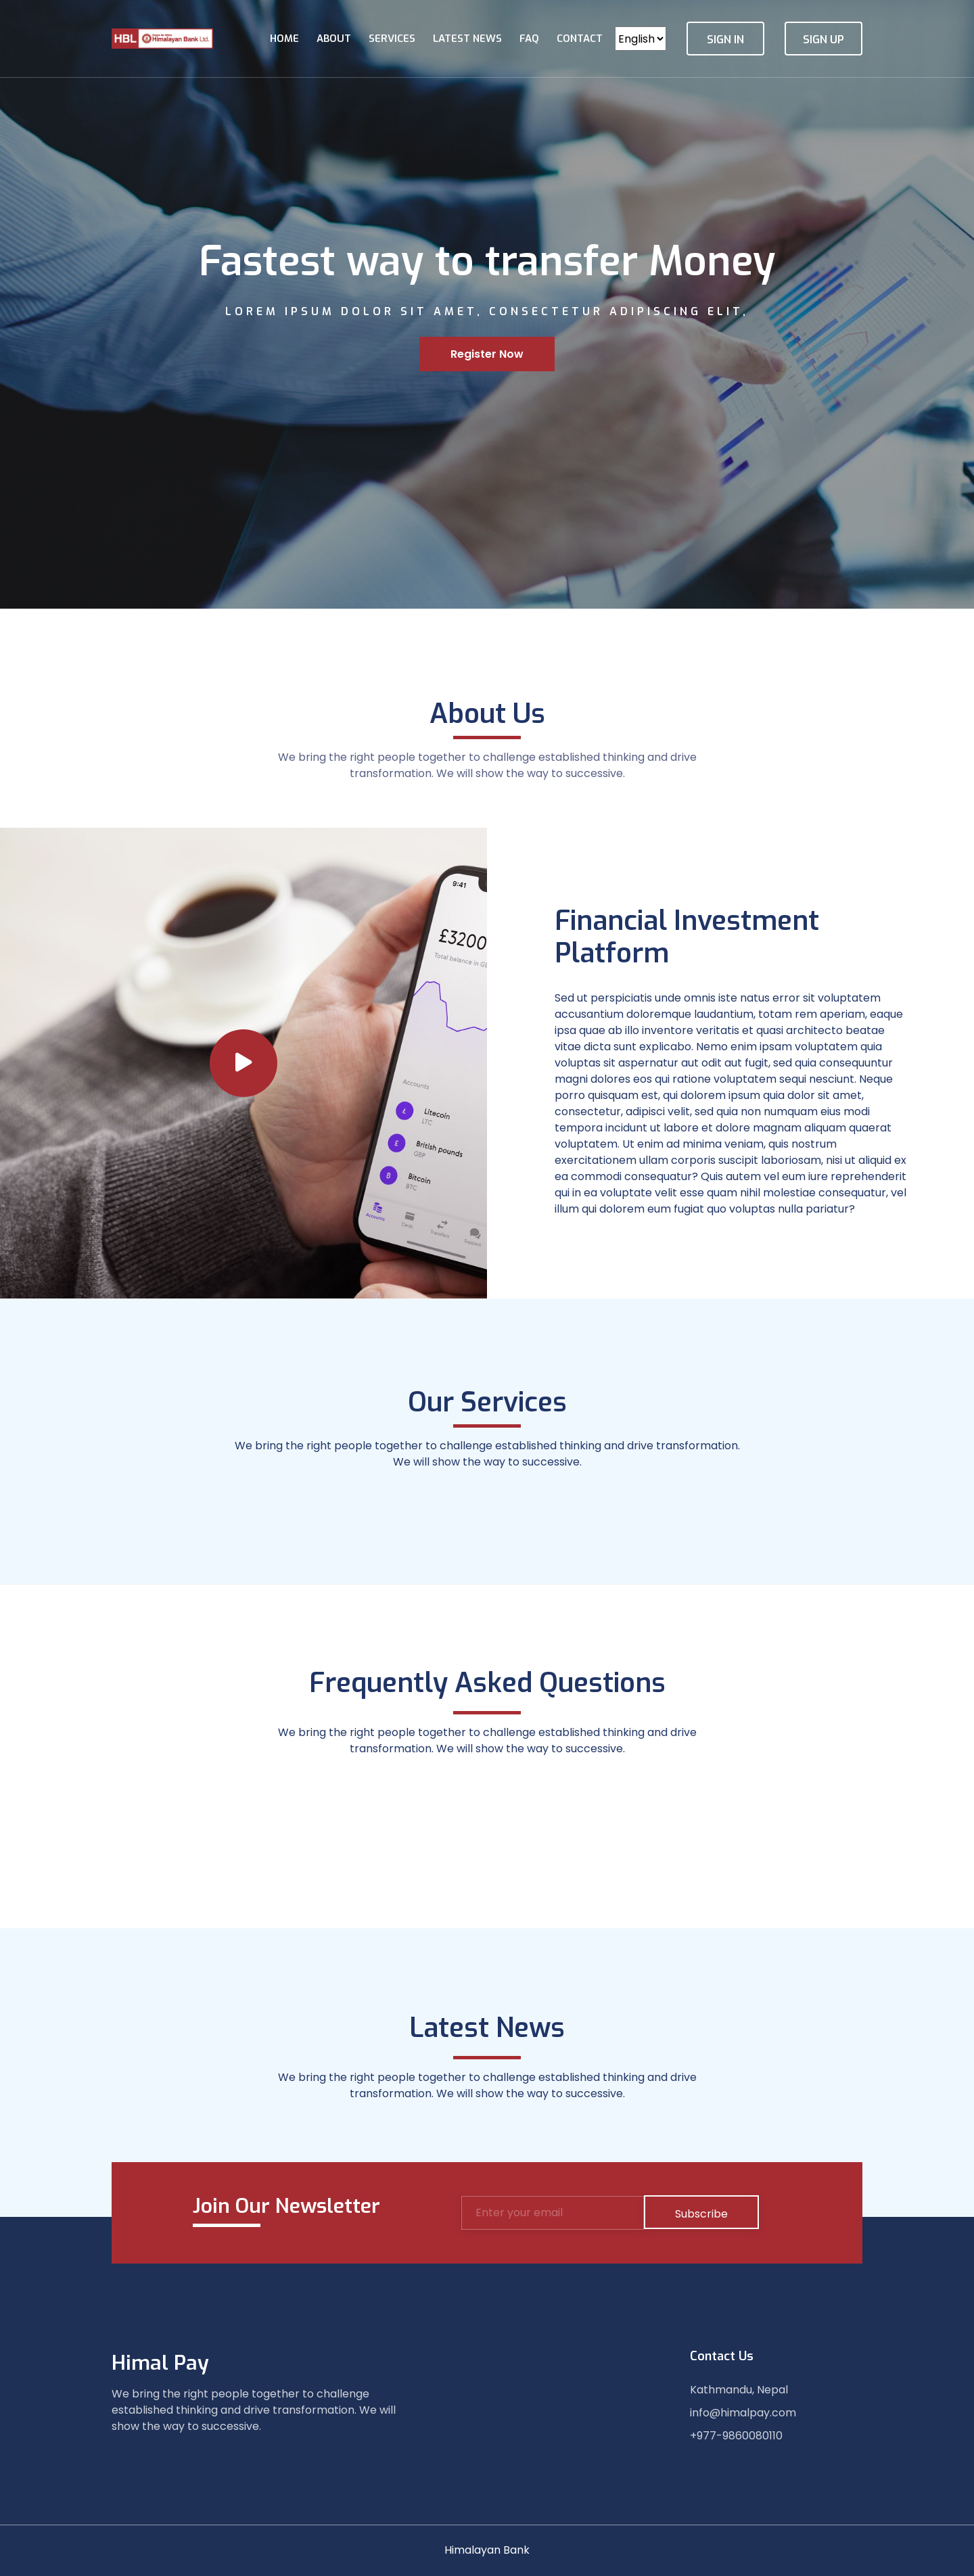 HBL Himalayan Bank Ltd.
HOME ABOUT SERVICES LATEST NEWS FAQ CONTACT English SIGN IN SIGN UP
Fastest way to transfer Money
LOREM IPSUM DOLOR SIT AMET, CONSECTETUR ADIPISCING ELIT,
Register Now
About Us
We bring the right people together to challenge established thinking and drive
transformation. We will show the way to successive.
9:41
£3200
Total balance in
Accounts
Litecoin
LTC
British pounds
GBP
Bitcoin
BTC
Accounts
Cards
Transfers
Support
Financial Investment
Platform
Sed ut perspiciatis unde omnis iste natus error sit voluptatem
accusantium doloremque laudantium, totam rem aperiam, eaque
ipsa quae ab illo inventore veritatis et quasi architecto beatae
vitae dicta sunt explicabo. Nemo enim ipsam voluptatem quia
voluptas sit aspernatur aut odit aut fugit, sed quia consequuntur
magni dolores eos qui ratione voluptatem sequi nesciunt. Neque
porro quisquam est, qui dolorem ipsum quia dolor sit amet,
consectetur, adipisci velit, sed quia non numquam eius modi
tempora incidunt ut labore et dolore magnam aliquam quaerat
voluptatem. Ut enim ad minima veniam, quis nostrum
exercitationem ullam corporis suscipit laboriosam, nisi ut aliquid ex
ea commodi consequatur? Quis autem vel eum iure reprehenderit
qui in ea voluptate velit esse quam nihil molestiae consequatur, vel
illum qui dolorem eum fugiat quo voluptas nulla pariatur?
Our Services
We bring the right people together to challenge established thinking and drive transformation.
We will show the way to successive.
Frequently Asked Questions
We bring the right people together to challenge established thinking and drive
transformation. We will show the way to successive.
Latest News
We bring the right people together to challenge established thinking and drive
transformation. We will show the way to successive.
Join Our Newsletter
Enter your email
Subscribe
Himal Pay
We bring the right people together to challenge
established thinking and drive transformation. We will
show the way to successive.
Contact Us
Kathmandu, Nepal
info@himalpay.com
+977-9860080110
Himalayan Bank